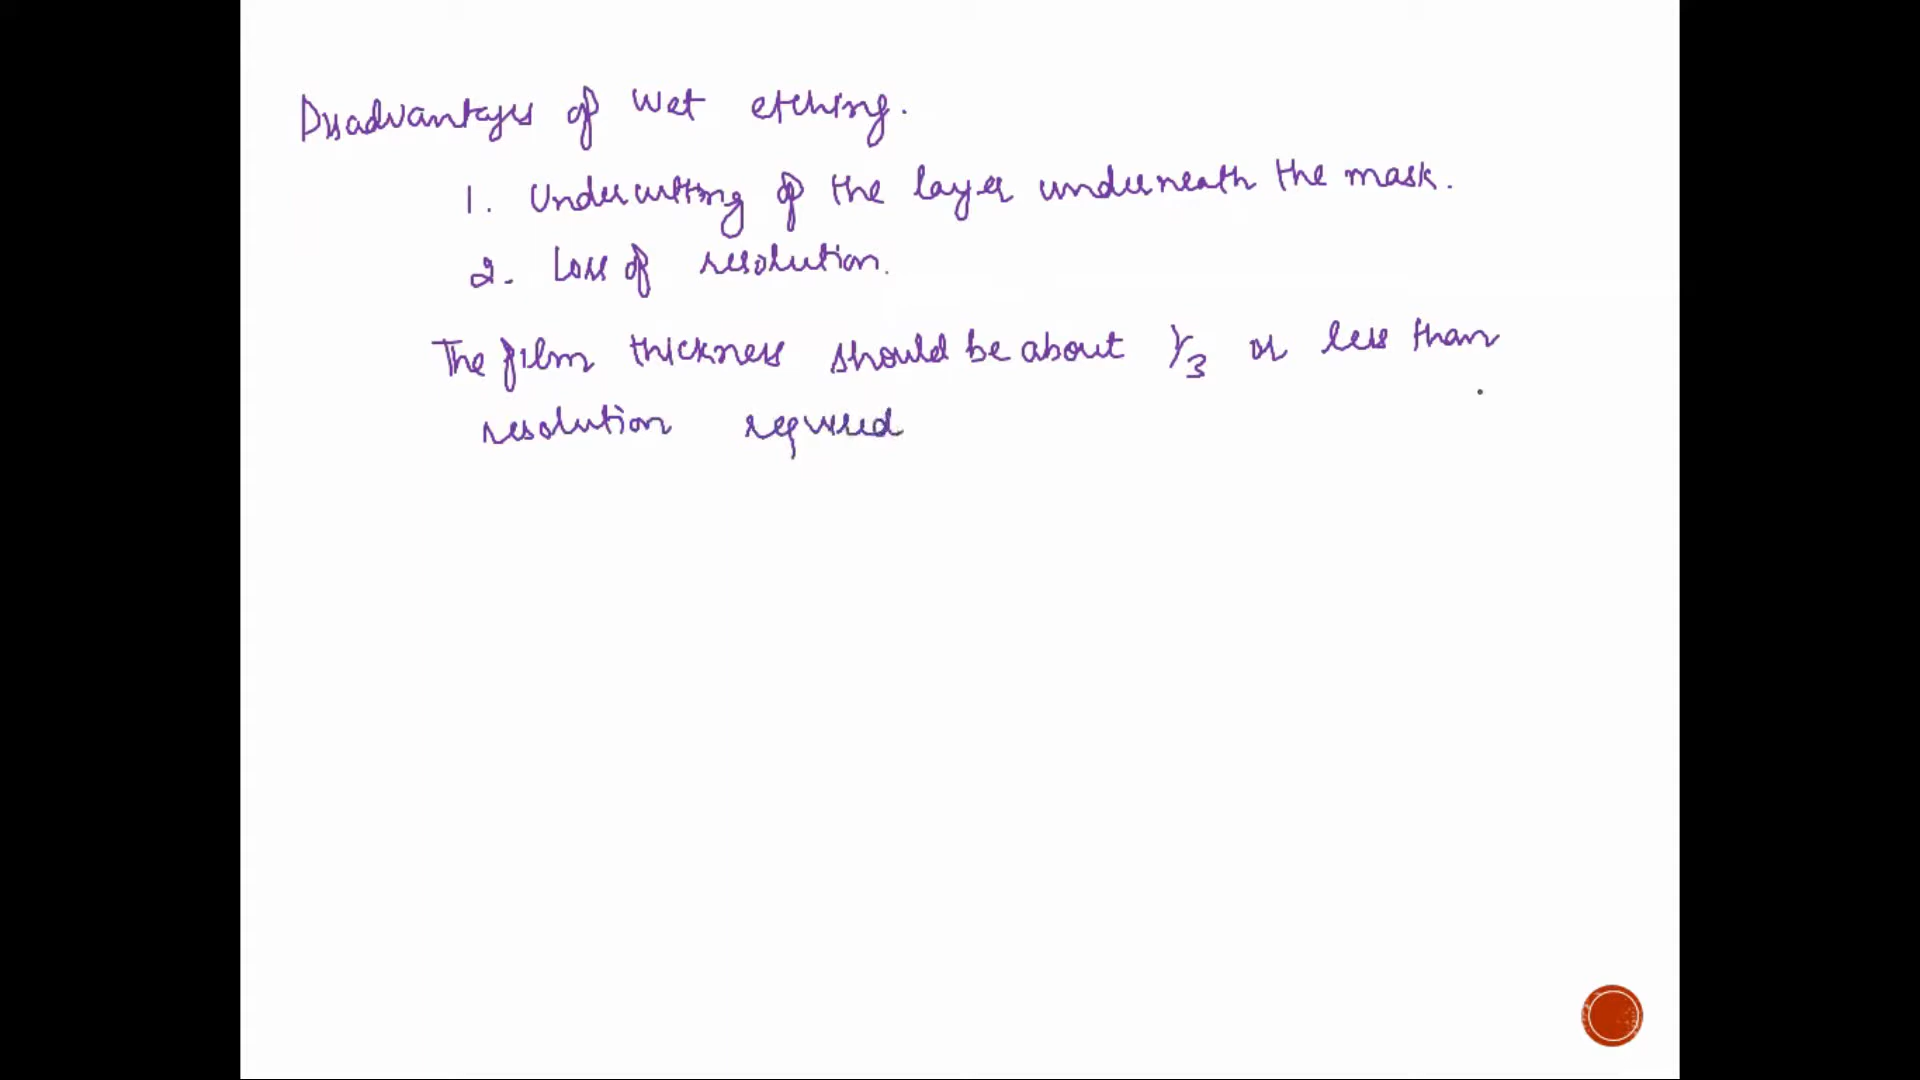 Disadvantages of wet etching.
1. Undercutting of the layer underneath the mask.
2. Loss of resolution.
The film thickness should be about 1/3 or less than
resolution required